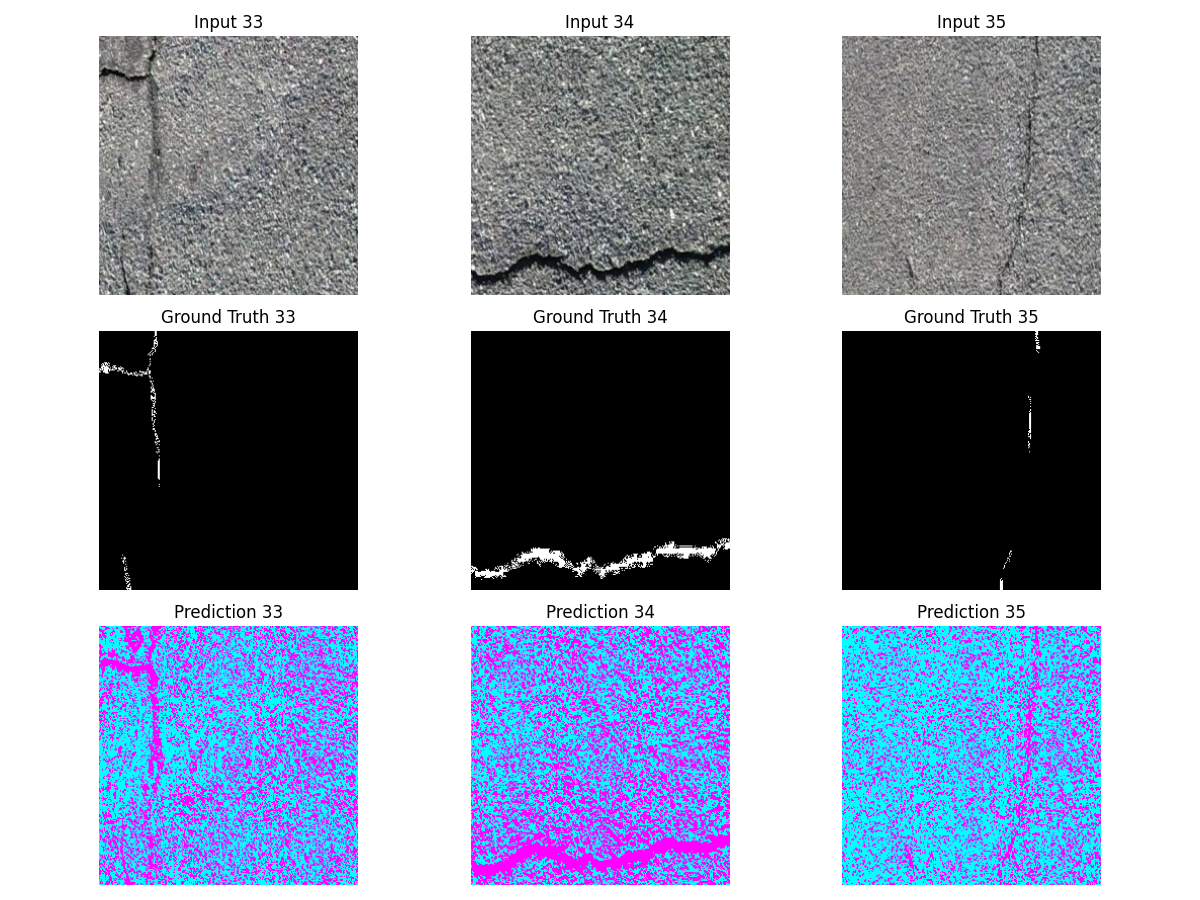 Input 33
Input 34
Input 35
Ground Truth 33
Ground Truth 34
Ground Truth 35
Prediction 33
Prediction 34
Prediction 35